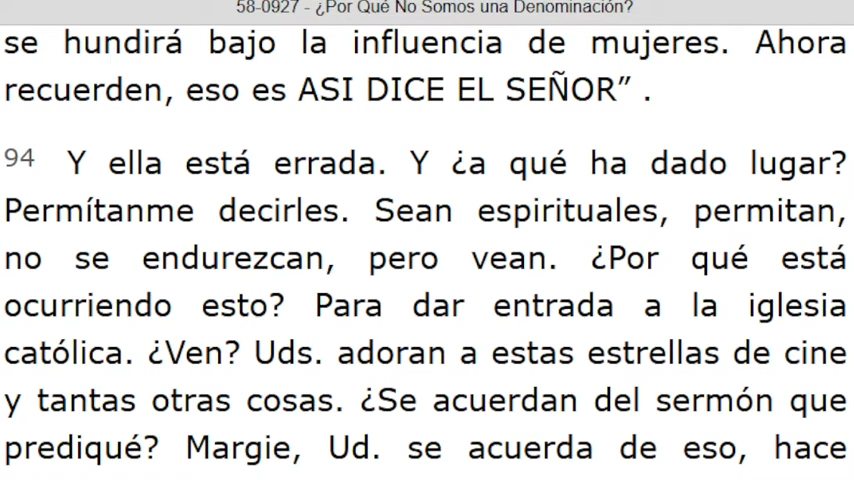 58-0927 - ¿Por Qué No Somos una Denominación?
se hundirá bajo la influencia de mujeres. Ahora
recuerden, eso es ASI DICE EL SEÑOR” .
94 Y ella está errada. Y ¿a qué ha dado lugar?
Permítanme decirles. Sean espirituales, permitan,
no se endurezcan, pero vean. ¿Por qué está
ocurriendo esto? Para dar entrada a la iglesia
católica. ¿Ven? Uds. adoran a estas estrellas de cine
y tantas otras cosas. ¿Se acuerdan del sermón que
prediqué? Margie, Ud. se acuerda de eso, hace